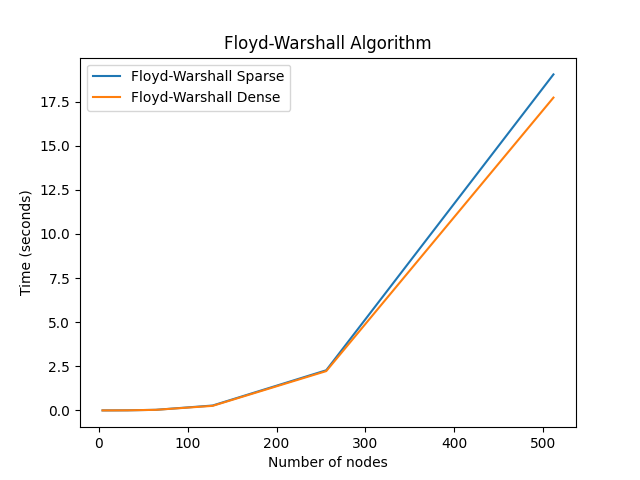 Floyd-Warshall Algorithm
Floyd-Warshall Sparse
Floyd-Warshall Dense
17.5
15.0
12.5
10.0
7.5
5.0
2.5
0.0
Time (seconds)
0 100 200 300 400 500
Number of nodes